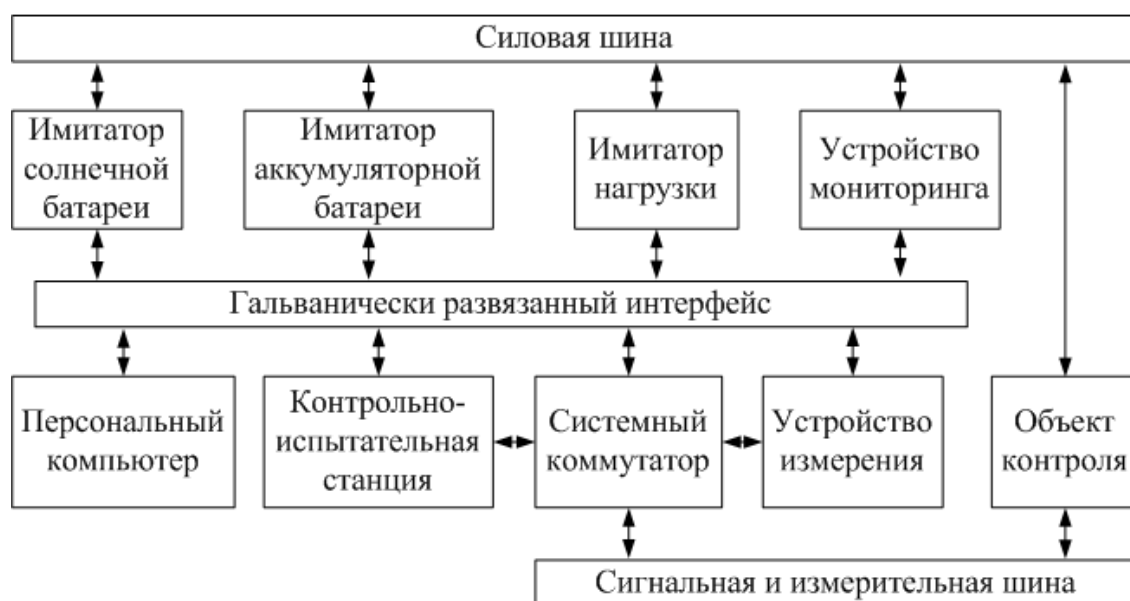 Силовая шина
Имитатор
солнечной
батареи
Имитатор
аккумуляторной
батареи
Имитатор
нагрузки
Устройство
мониторинга
Гальванически развязанный интерфейс
Персональный
компьютер
Контрольно-
испытательная
станция
Системный
коммутатор
Устройство
измерения
Объект
контроля
Сигнальная и измерительная шина